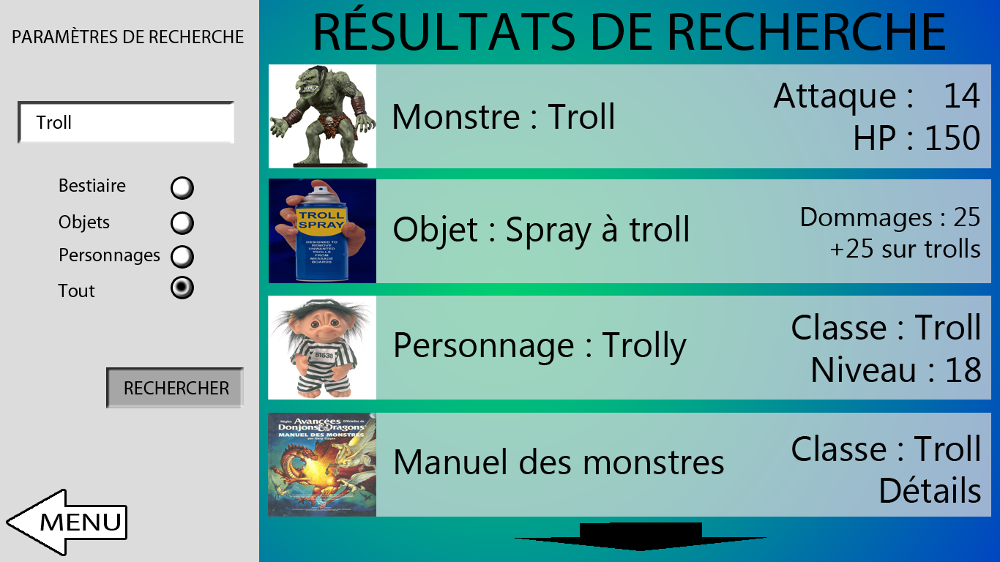 PARAMÈTRES DE RECHERCHE
Troll
Bestiaire
Objets
Personnages
Tout
RECHERCHER
MENU
RÉSULTATS DE RECHERCHE
Monstre : Troll
Attaque : 14
HP : 150
TROLL
SPRAY
DESIGNED TO
REMOVE
UNWANTED
TROLLS
FROM
MESSAGE
BOARDS
Objet : Spray à troll
Dommages : 25
+25 sur trolls
51538
Personnage : Trolly
Classe : Troll
Niveau : 18
Règles Avancées Officielles de
Donjons & Dragons
MANUEL DES MONSTRES
par Gary Gygax
Manuel des monstres
Classe : Troll
Détails